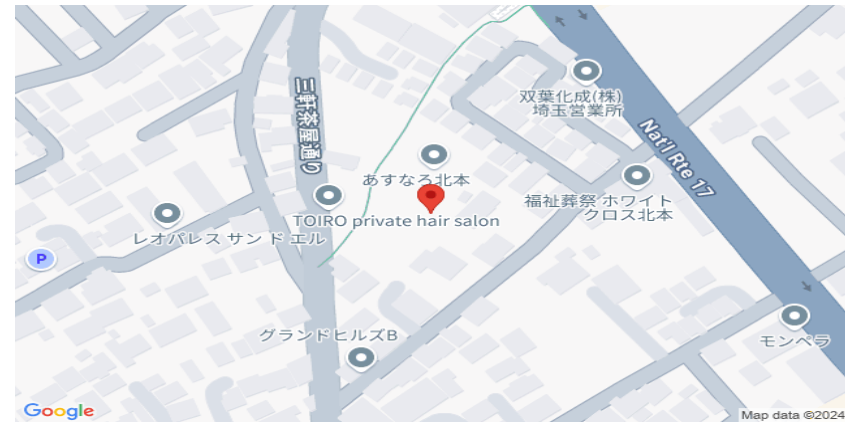 双葉化成(株)
埼玉営業所
Nat'l Rte 17
三軒茶屋通り
あすなろ北本
福祉葬祭 ホワイト
クロス北本
TOIRO private hair salon
レオパレス サンド エル
P
グランドヒルズB
モンペラ
Google
Map data ©2024